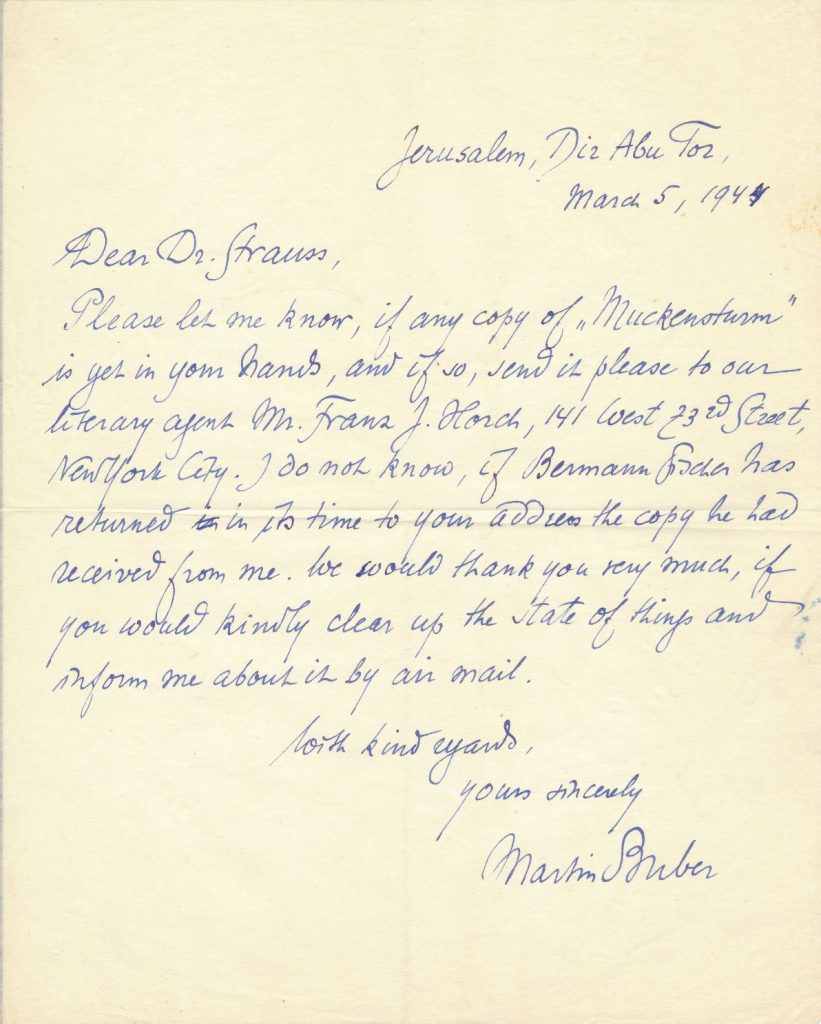 Jerusalem, Dir Abu Tor,
March 5, 1944
Dear Dr. Strauss,
Please let me know, if any copy of „Muckensturm"
is yet in your hands, and if so, send it please to our
literary agent Mr. Franz J. Horch, 141 West 73rd Street,
New York City. I do not know, if Bermann Fischer has
returned in in its time to your address the copy he had
received from me. We would thank you very much, if
you would kindly clear up the state of things and
inform me about it by air mail.
With kind regards,
yours sincerely
Martin Buber